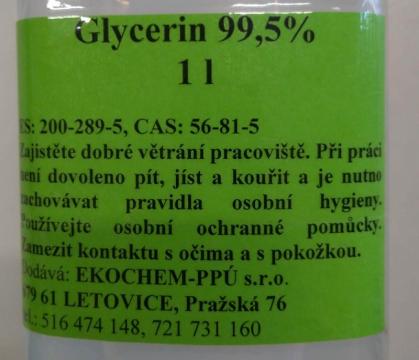 Glycerin 99,5%
1 l
ES: 200-289-5, CAS: 56-81-5
Zajistěte dobré větrání pracoviště. Při práci
není dovoleno pít, jíst a kouřit a je nutno
zachovávat pravidla osobní hygieny.
Používejte osobní ochranné pomůcky.
Zamezit kontaktu s očima a s pokožkou.
Dodává: EKOCHEM-PPÚ s.r.o.
679 61 LETOVICE, Pražská 76
tel.: 516 474 148, 721 731 160